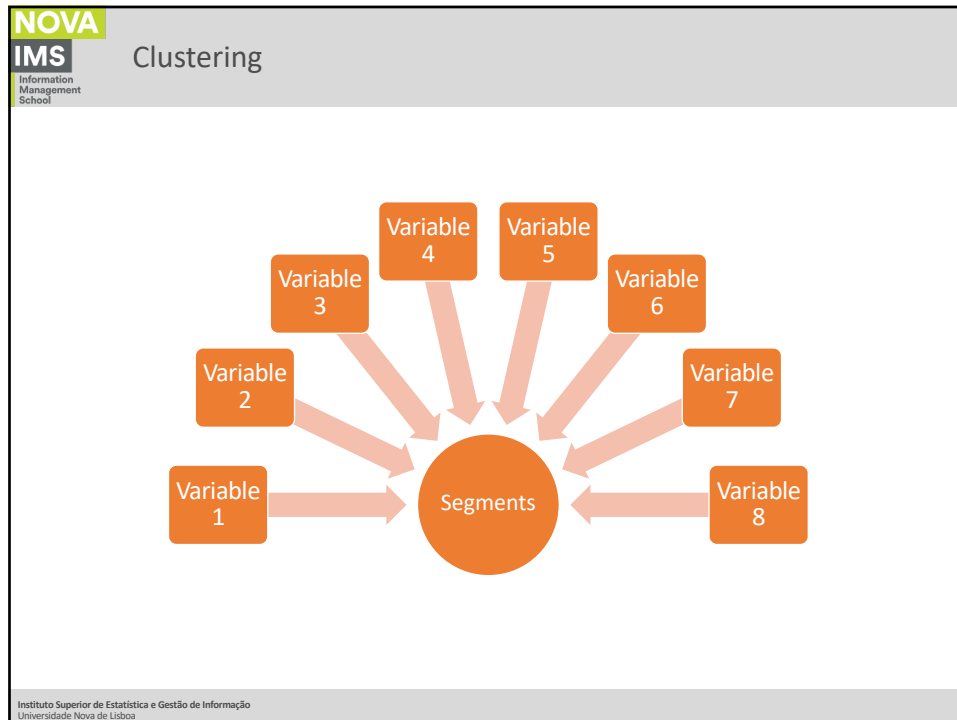 NOVA
IMS
Information
Management
School
Clustering
Variable
1
Variable
2
Variable
3
Variable
4
Variable
5
Variable
6
Variable
7
Variable
8
Segments
Instituto Superior de Estatística e Gestão de Informação
Universidade Nova de Lisboa